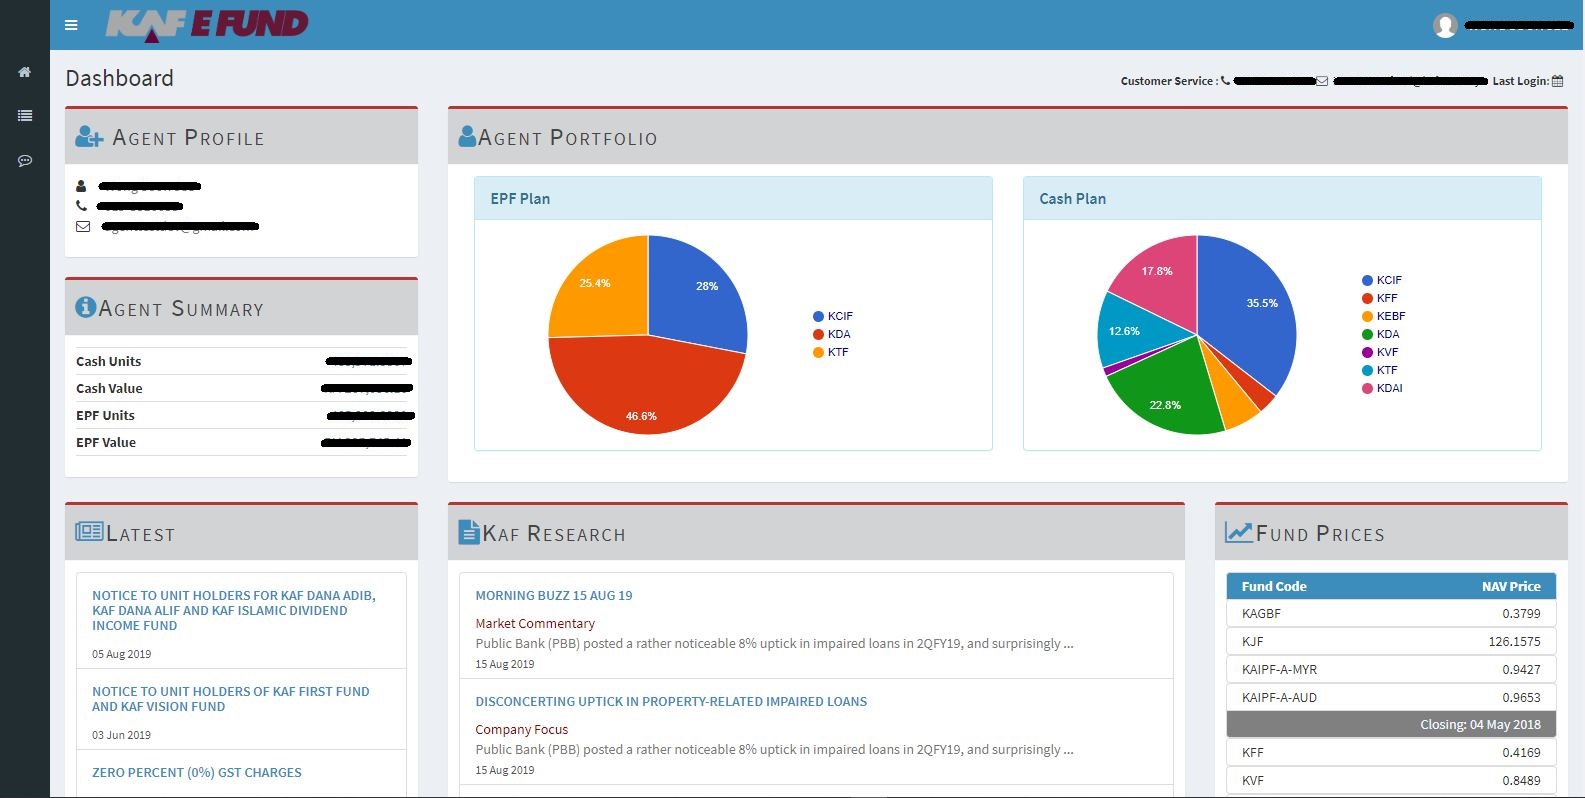 KAF E FUND
Dashboard
Customer Service :
Last Login:
AGENT PROFILE
AGENT SUMMARY
Cash Units
Cash Value
EPF Units
EPF Value
AGENT PORTFOLIO
EPF Plan
28%
25.4%
46.6%
KCIF
KDA
KTF
Cash Plan
35.5%
17.8%
12.6%
22.8%
KCIF
KFF
KEBF
KDA
KVF
KTF
KDAI
LATEST
NOTICE TO UNIT HOLDERS FOR KAF DANA ADIB,
KAF DANA ALIF AND KAF ISLAMIC DIVIDEND
INCOME FUND
05 Aug 2019
NOTICE TO UNIT HOLDERS OF KAF FIRST FUND
AND KAF VISION FUND
03 Jun 2019
ZERO PERCENT (0%) GST CHARGES
KAF RESEARCH
MORNING BUZZ 15 AUG 19
Market Commentary
Public Bank (PBB) posted a rather noticeable 8% uptick in impaired loans in 2QFY19, and surprisingly ...
15 Aug 2019
DISCONCERTING UPTICK IN PROPERTY-RELATED IMPAIRED LOANS
Company Focus
Public Bank (PBB) posted a rather noticeable 8% uptick in impaired loans in 2QFY19, and surprisingly ...
15 Aug 2019
FUND PRICES
Fund Code NAV Price
KAGBF 0.3799
KJF 126.1575
KAIPF-A-MYR 0.9427
KAIPF-A-AUD 0.9653
Closing: 04 May 2018
KFF 0.4169
KVF 0.8489